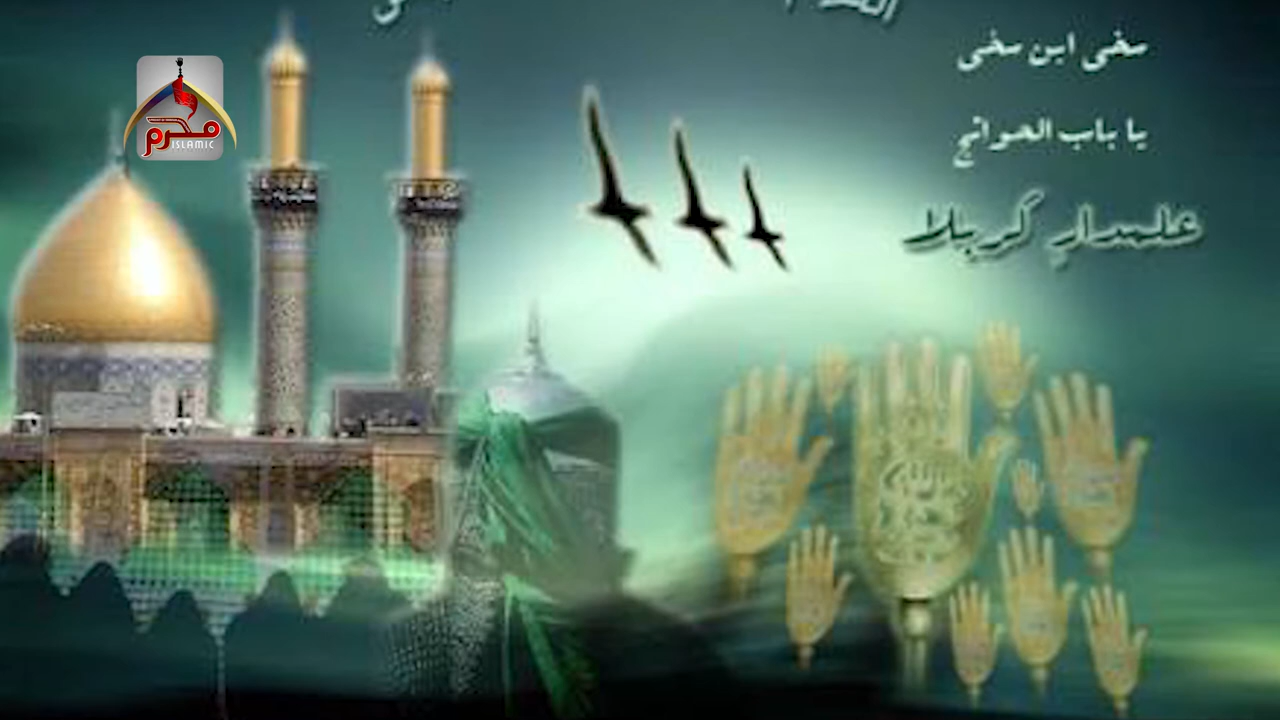 سخی ابن سخی
یا باب الحوائج
علمدارِ کربلا
محرم
ISLAMIC